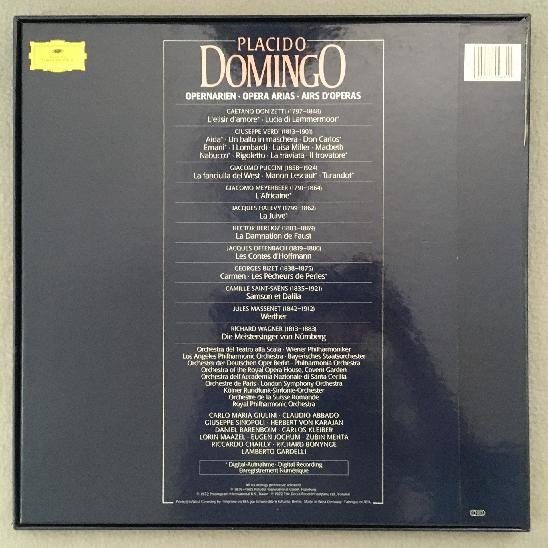 PLACIDO
DOMINGO
OPERNARIEN · OPERA ARIAS · AIRS D'OPERAS
GAETANO DONIZETTI (1797-1848)
L'elisir d'amore* · Lucia di Lammermoor*
GIUSEPPE VERDI (1813-1901)
Aida* · Un ballo in maschera · Don Carlos*
Ernani* · I Lombardi · Luisa Miller · Macbeth
Nabucco* · Rigoletto · La traviata · Il trovatore*
GIACOMO PUCCINI (1858-1924)
La fanciulla del West · Manon Lescaut* · Turandot*
GIACOMO MEYERBEER (1791-1864)
L'Africaine*
JACQUES HALEVY (1799-1862)
La Juive*
HECTOR BERLIOZ (1803-1869)
La Damnation de Faust
JACQUES OFFENBACH (1819-1880)
Les Contes d'Hoffmann
GEORGES BIZET (1838-1875)
Carmen · Les Pêcheurs de Perles*
CAMILLE SAINT-SAËNS (1835-1921)
Samson et Dalila
JULES MASSENET (1842-1912)
Werther
RICHARD WAGNER (1813-1883)
Die Meistersinger von Nürnberg
Orchestra del Teatro alla Scala · Wiener Philharmoniker
Los Angeles Philharmonic Orchestra · Bayerisches Staatsorchester
Orchester der Deutschen Oper Berlin · Philharmonia Orchestra
Orchestra of the Royal Opera House, Covent Garden
Orchestra dell'Accademia Nazionale di Santa Cecilia
Orchestre de Paris · London Symphony Orchestra
Kölner Rundfunk-Sinfonie-Orchester
Orchestre de la Suisse Romande
Royal Philharmonic Orchestra
CARLO MARIA GIULINI · CLAUDIO ABBADO
GIUSEPPE SINOPOLI · HERBERT VON KARAJAN
DANIEL BARENBOIM · CARLOS KLEIBER
LORIN MAAZEL · EUGEN JOCHUM · ZUBIN MEHTA
RICCARDO CHAILLY · RICHARD BONYNGE
LAMBERTO GARDELLI
* Digital-Aufnahme · Digital Recording
Enregistrement Numérique